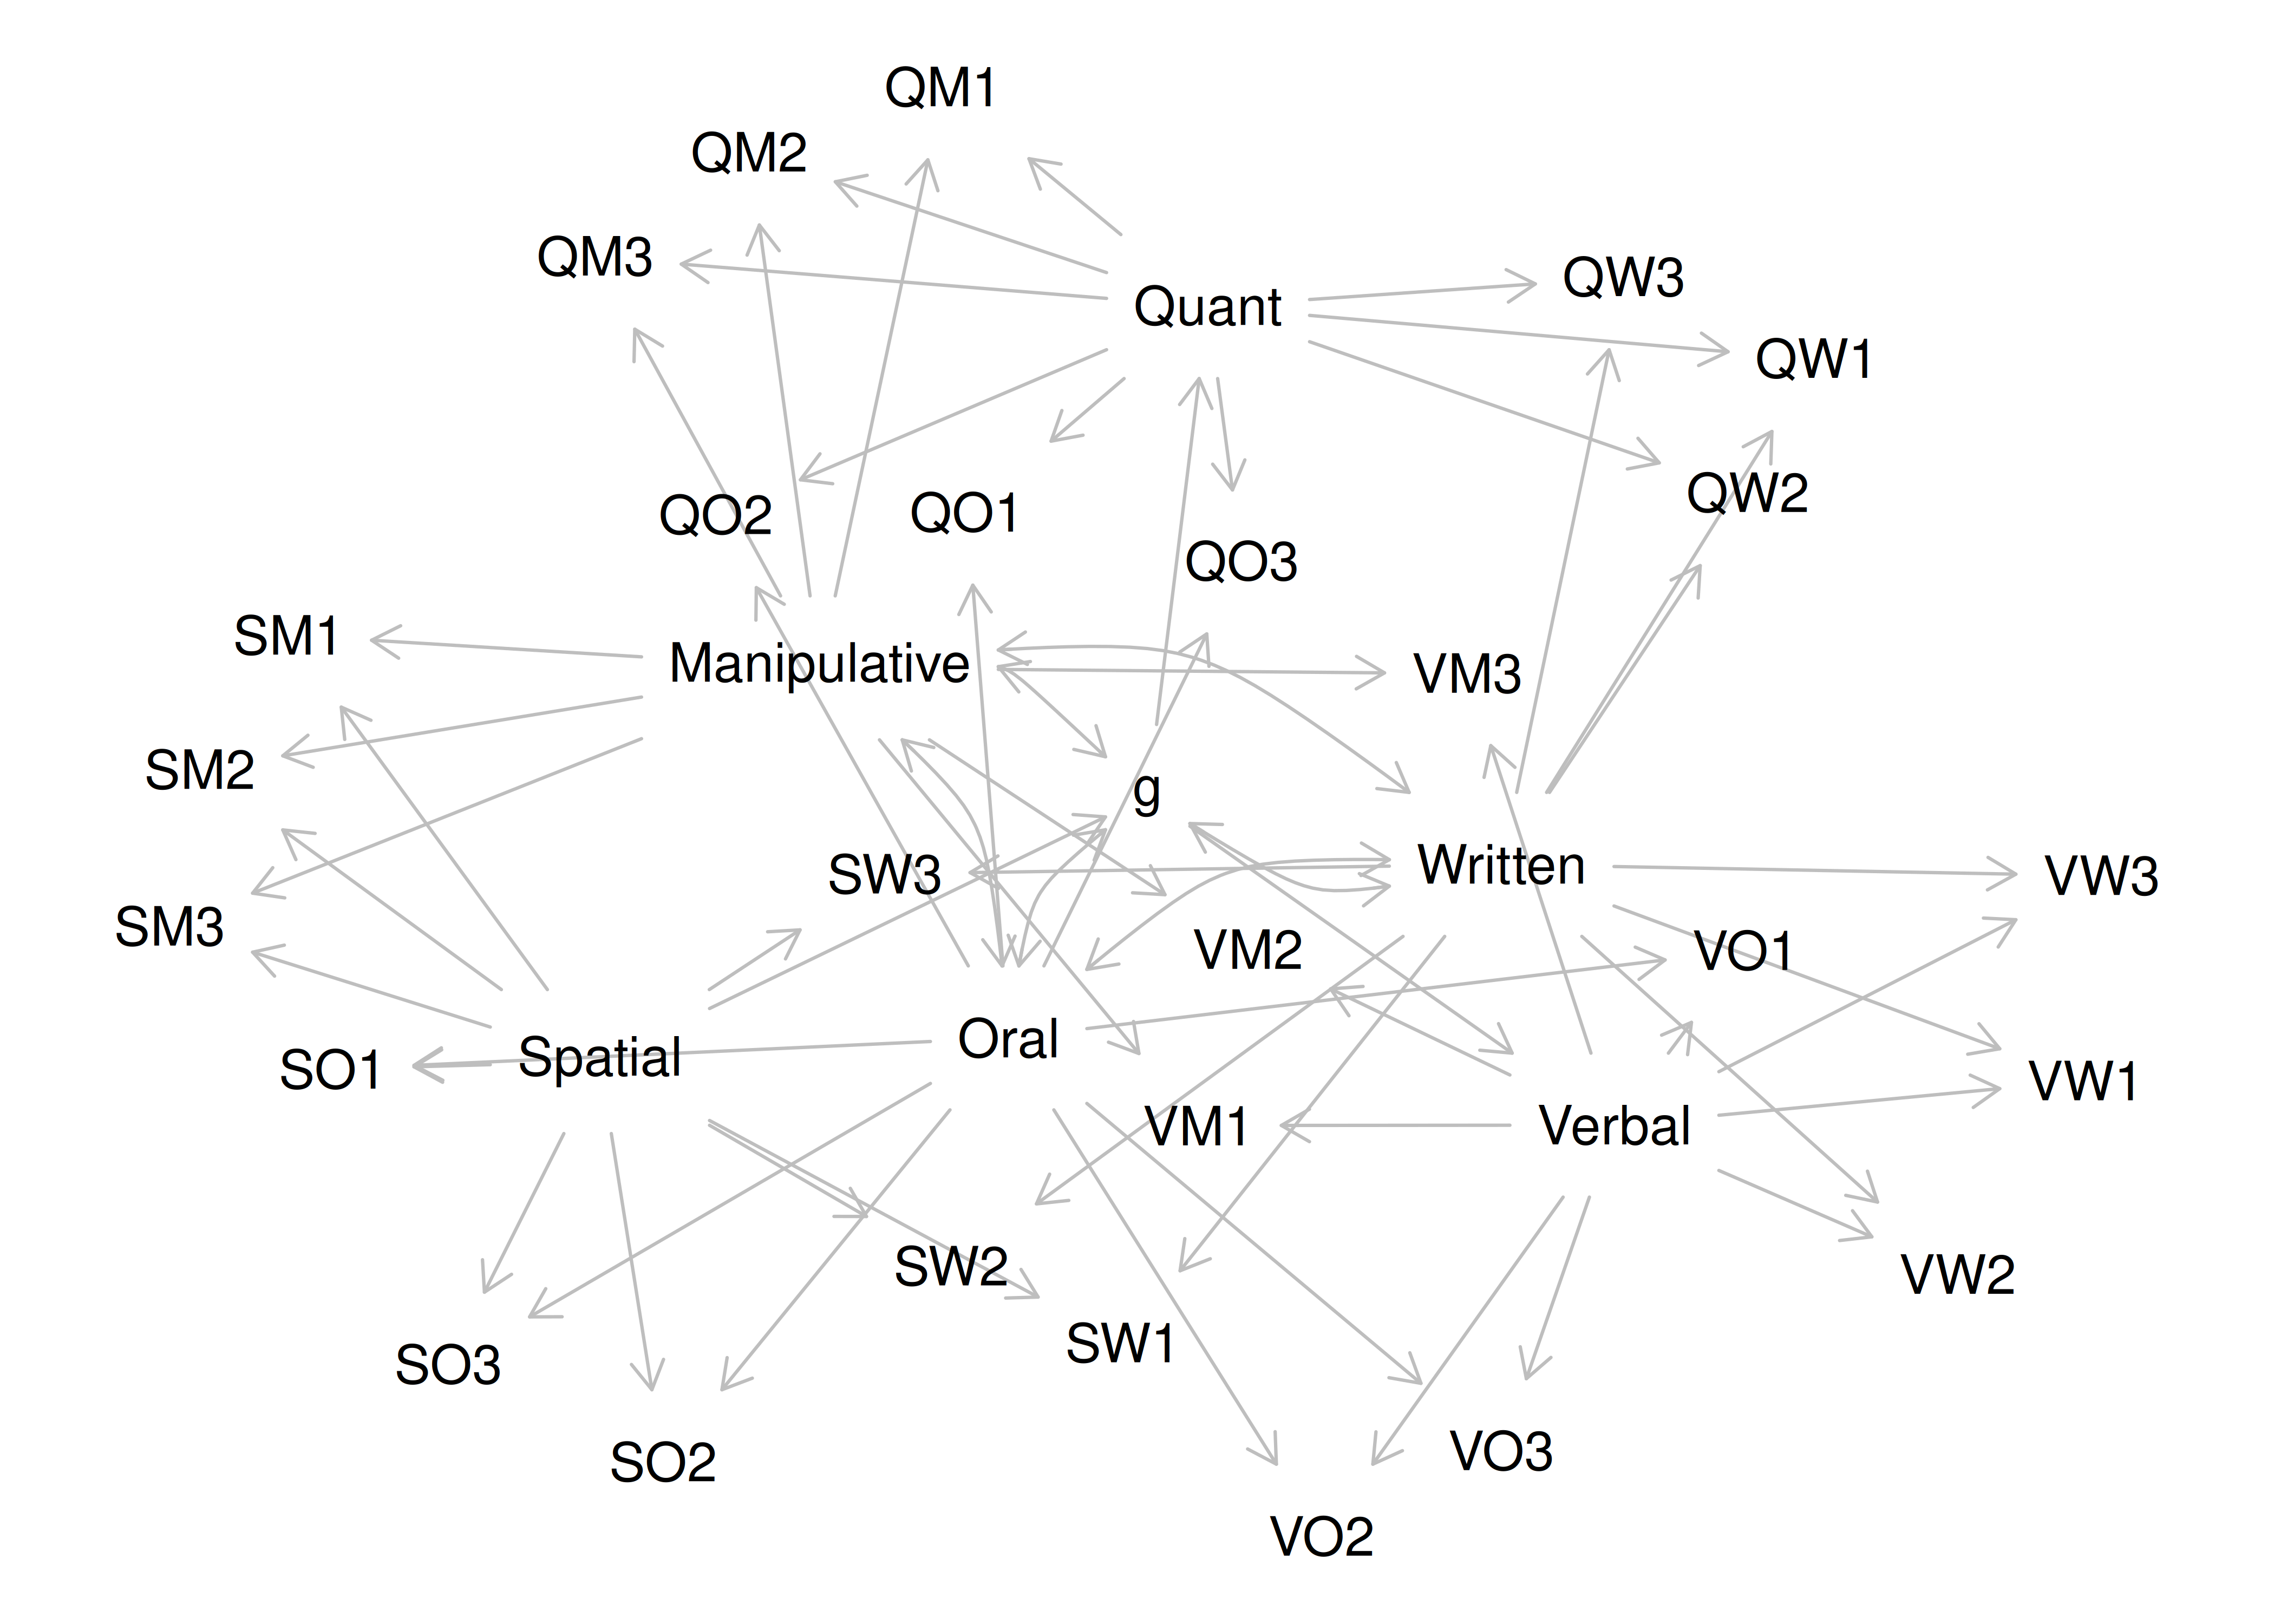 QM1
QM2
QM3
Quant
QW3
QW1
QW2
QO2
QO1
QO3
SM1
Manipulative
VM3
SM2
g
SW3
Written
VW3
SM3
VM2
VO1
Oral
Spatial
SO1
VW1
VM1
Verbal
SW2
VW2
SW1
SO3
VO3
SO2
VO2